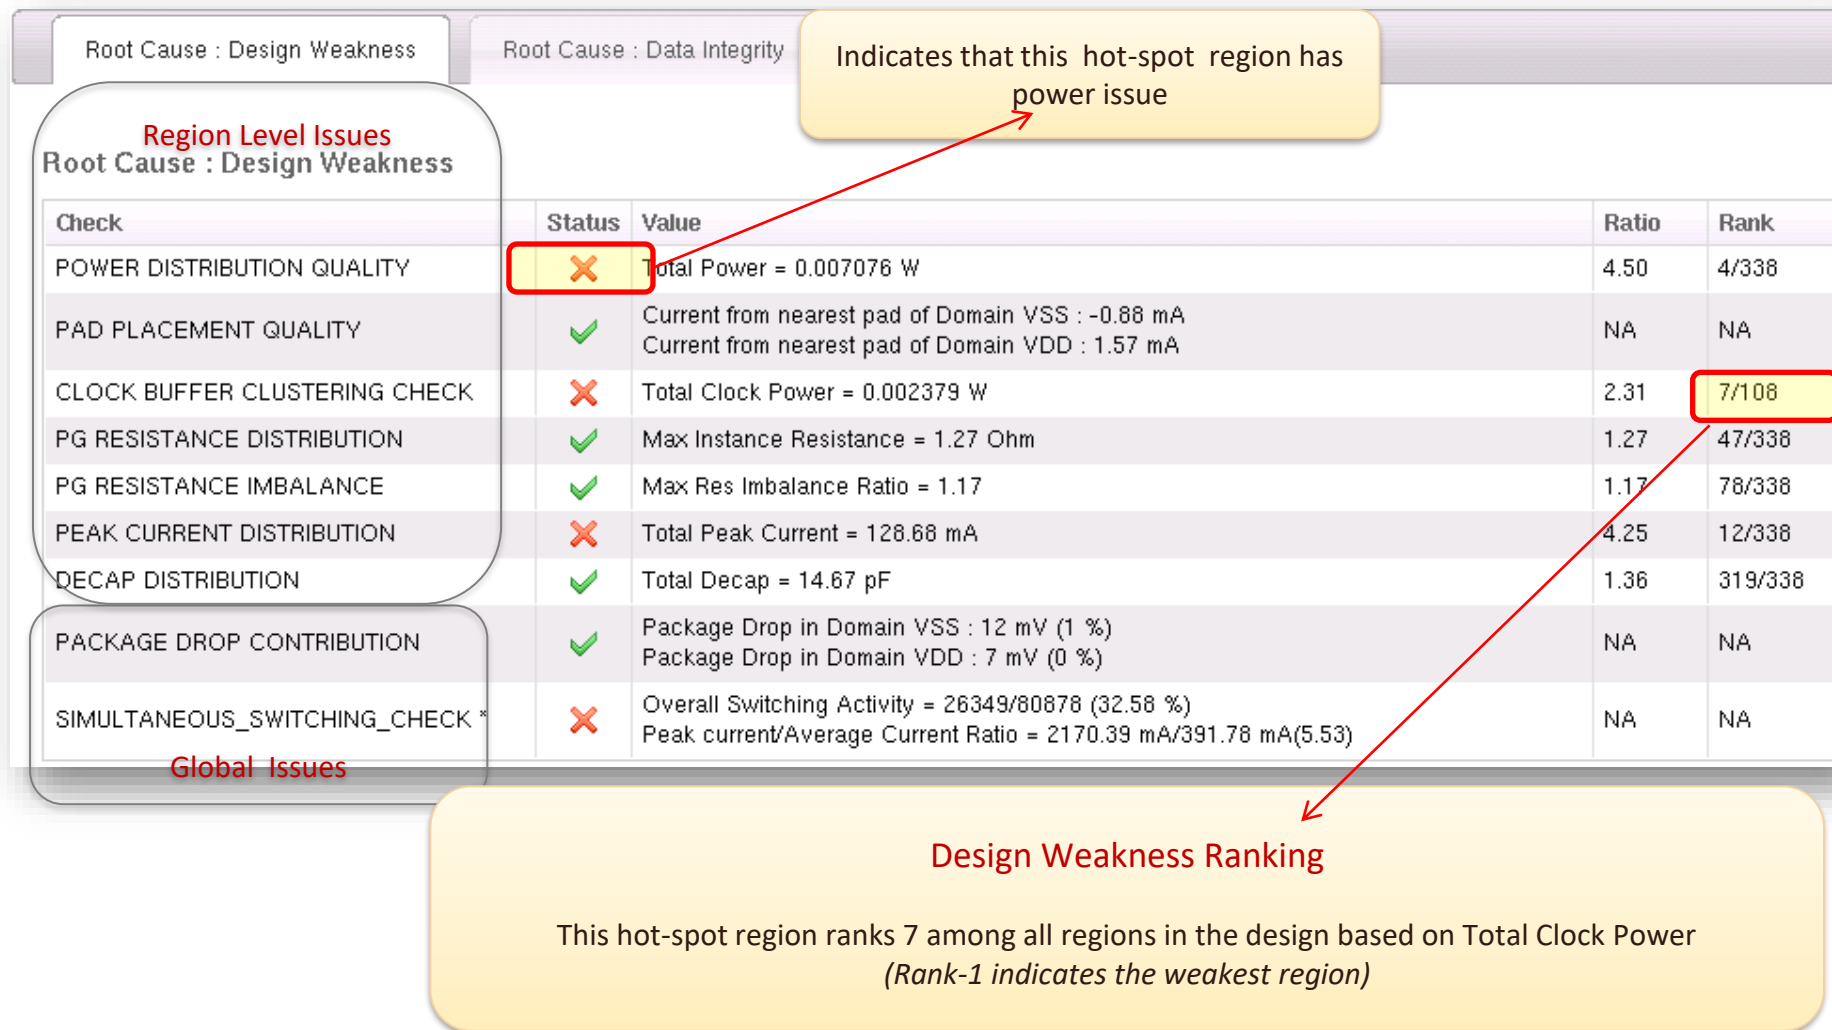 Root Cause : Design Weakness
Root Cause : Data Integrity
Indicates that this hot-spot region has
power issue
Region Level Issues
Root Cause : Design Weakness
Check Status Value Ratio Rank
POWER DISTRIBUTION QUALITY Total Power = 0.007076 W 4.50 4/338
PAD PLACEMENT QUALITY Current from nearest pad of Domain VSS : -0.88 mA NA NA
Current from nearest pad of Domain VDD : 1.57 mA
CLOCK BUFFER CLUSTERING CHECK Total Clock Power = 0.002379 W 2.31 7/108
PG RESISTANCE DISTRIBUTION Max Instance Resistance = 1.27 Ohm 1.27 47/338
PG RESISTANCE IMBALANCE Max Res Imbalance Ratio = 1.17 1.17 78/338
PEAK CURRENT DISTRIBUTION Total Peak Current = 128.68 mA 4.25 12/338
DECAP DISTRIBUTION Total Decap = 14.67 pF 1.36 319/338
PACKAGE DROP CONTRIBUTION Package Drop in Domain VSS : 12 mV (1 %) NA NA
Package Drop in Domain VDD : 7 mV (0 %)
SIMULTANEOUS_SWITCHING_CHECK * Overall Switching Activity = 26349/80878 (32.58 %) NA NA
Peak current/Average Current Ratio = 2170.39 mA/391.78 mA(5.53)
Global Issues
Design Weakness Ranking
This hot-spot region ranks 7 among all regions in the design based on Total Clock Power
(Rank-1 indicates the weakest region)